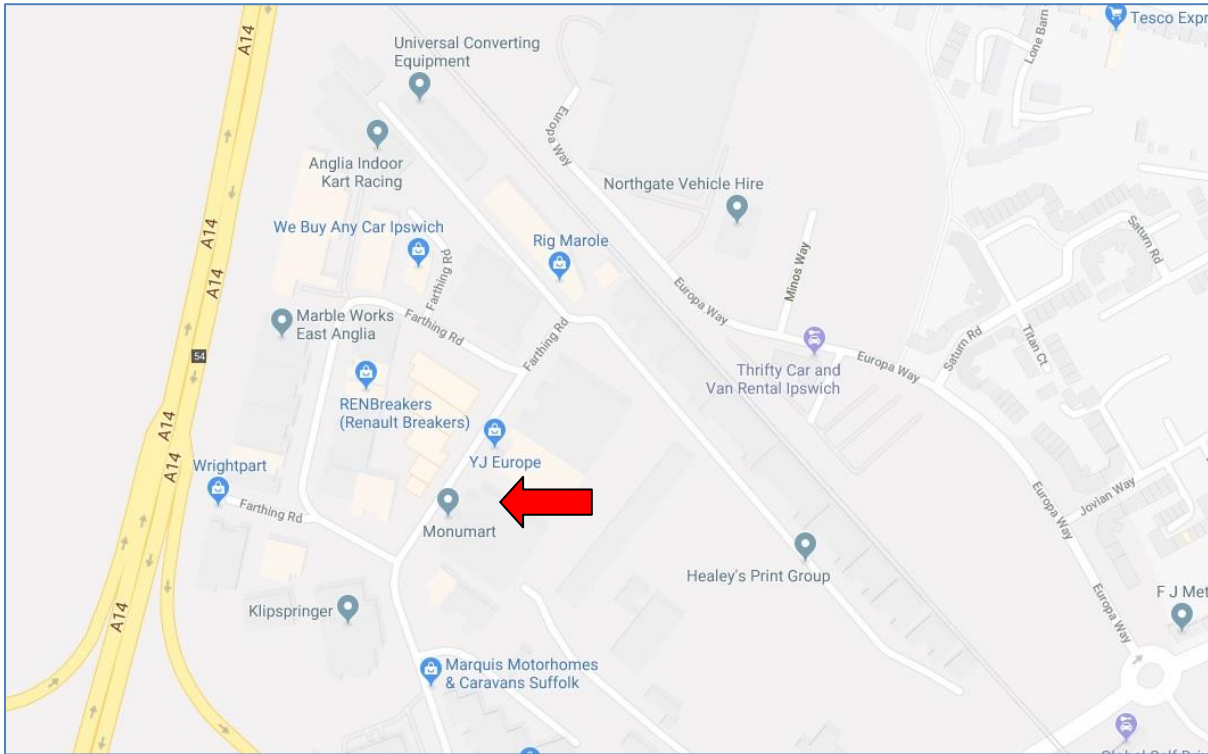 A14
Universal Converting
Equipment
Lone Barn
Tesco Expr
Europa Way
Anglia Indoor
Kart Racing
Northgate Vehicle Hire
A14
A14
We Buy Any Car Ipswich
Rig Marole
Farthing Rd
Minos Way
Saturn Rd
Europa Way
Marble Works
East Anglia
Farthing Rd
Farthing Rd
54
Saturn Rd
Titan Ct
Europa Way
Thrifty Car and
Van Rental Ipswich
RENBreakers
(Renault Breakers)
A14
A14
YJ Europe
Wrightpart
Farthing Rd
Monumart
Europa Way
Jovian Way
Healey's Print Group
Klipspringer
A14
Europa Way
F J Met
Marquis Motorhomes
& Caravans Suffolk